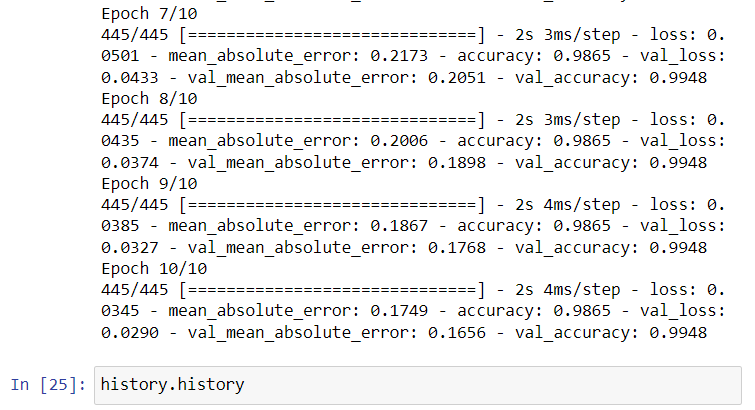 Epoch 7/10
445/445 [==============================] - 2s 3ms/step - loss: 0.
0501 - mean_absolute_error: 0.2173 - accuracy: 0.9865 - val_loss:
0.0433 - val_mean_absolute_error: 0.2051 - val_accuracy: 0.9948
Epoch 8/10
445/445 [==============================] - 2s 3ms/step - loss: 0.
0435 - mean_absolute_error: 0.2006 - accuracy: 0.9865 - val_loss:
0.0374 - val_mean_absolute_error: 0.1898 - val_accuracy: 0.9948
Epoch 9/10
445/445 [==============================] - 2s 4ms/step - loss: 0.
0385 - mean_absolute_error: 0.1867 - accuracy: 0.9865 - val_loss:
0.0327 - val_mean_absolute_error: 0.1768 - val_accuracy: 0.9948
Epoch 10/10
445/445 [==============================] - 2s 4ms/step - loss: 0.
0345 - mean_absolute_error: 0.1749 - accuracy: 0.9865 - val_loss:
0.0290 - val_mean_absolute_error: 0.1656 - val_accuracy: 0.9948
In [25]: history.history